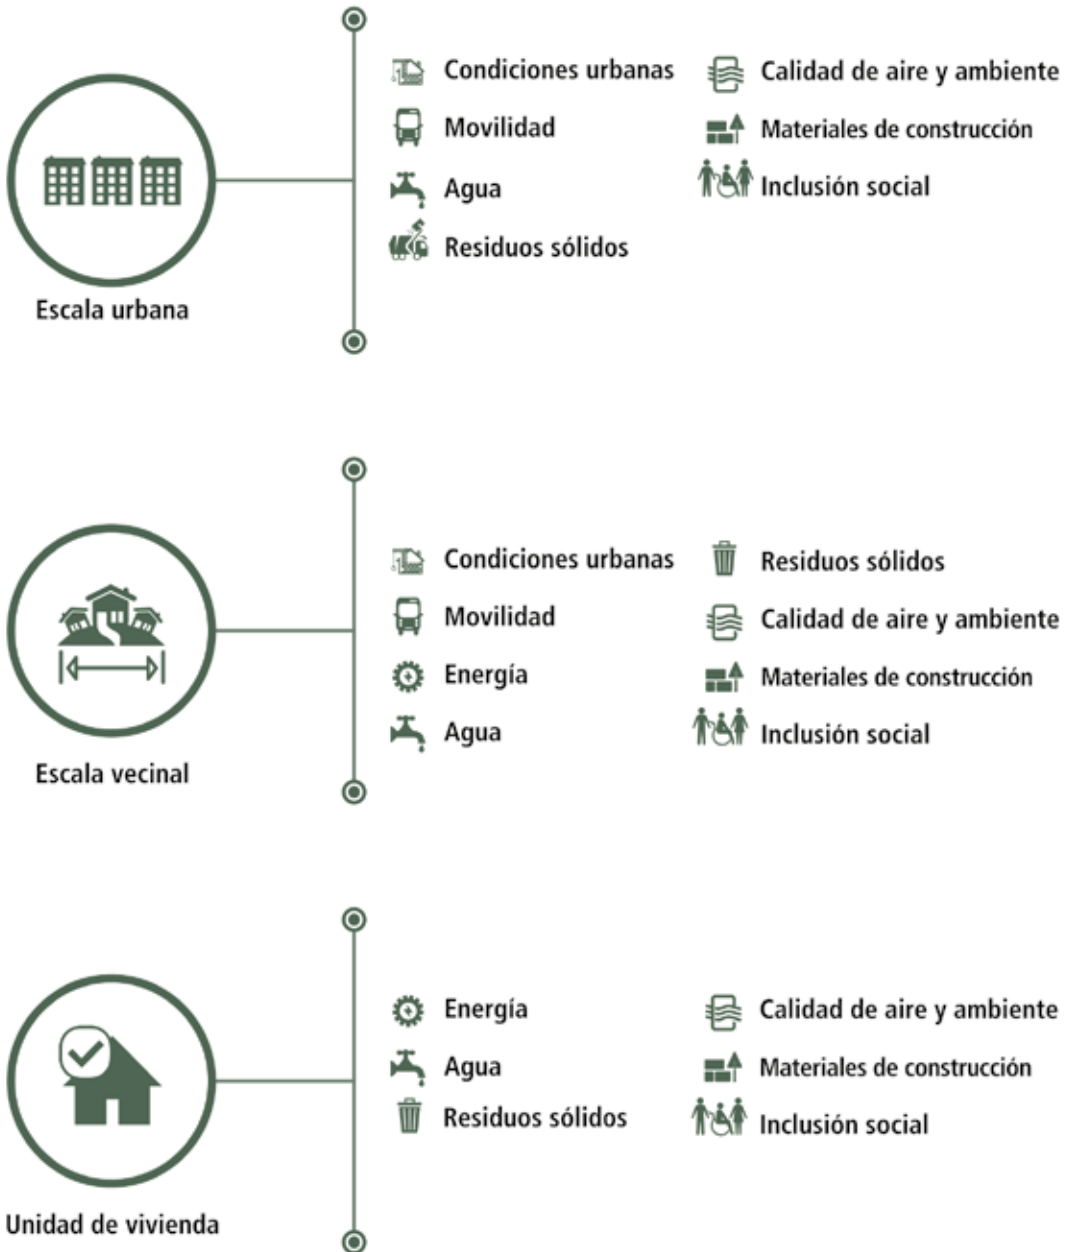 Condiciones urbanas
Movilidad
Agua
Residuos sólidos
Calidad de aire y ambiente
Materiales de construcción
Inclusión social
Escala urbana
Condiciones urbanas
Movilidad
Energía
Agua
Residuos sólidos
Calidad de aire y ambiente
Materiales de construcción
Inclusión social
Escala vecinal
Energía
Agua
Residuos sólidos
Calidad de aire y ambiente
Materiales de construcción
Inclusión social
Unidad de vivienda